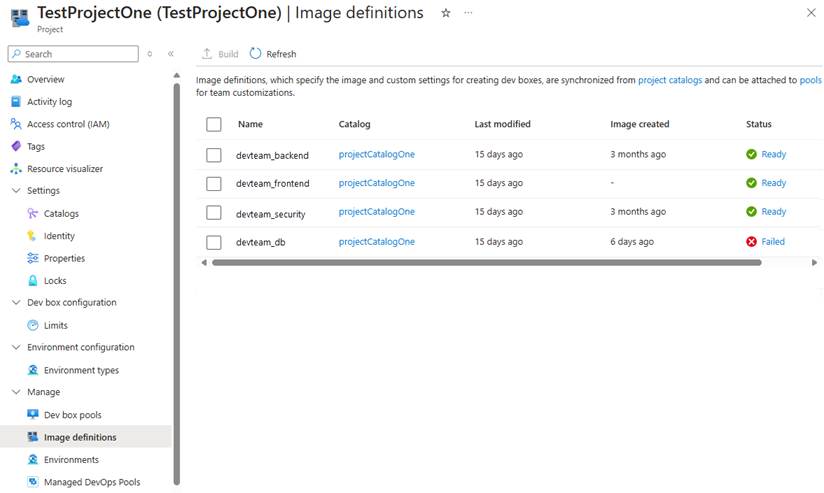 TestProjectOne (TestProjectOne) | Image definitions
Project
Search
Build
Refresh
Overview
Activity log
Access control (IAM)
Tags
Resource visualizer
Settings
Catalogs
Identity
Properties
Locks
Dev box configuration
Limits
Environment configuration
Environment types
Manage
Dev box pools
Image definitions
Environments
Managed DevOps Pools
Image definitions, which specify the image and custom settings for creating dev boxes, are synchronized from project catalogs and can be attached to pools
for team customizations.
Name Catalog Last modified Image created Status
devteam_backend projectCatalogOne 15 days ago 3 months ago Ready
devteam_frontend projectCatalogOne 15 days ago - Ready
devteam_security projectCatalogOne 15 days ago 3 months ago Ready
devteam_db projectCatalogOne 15 days ago 6 days ago Failed